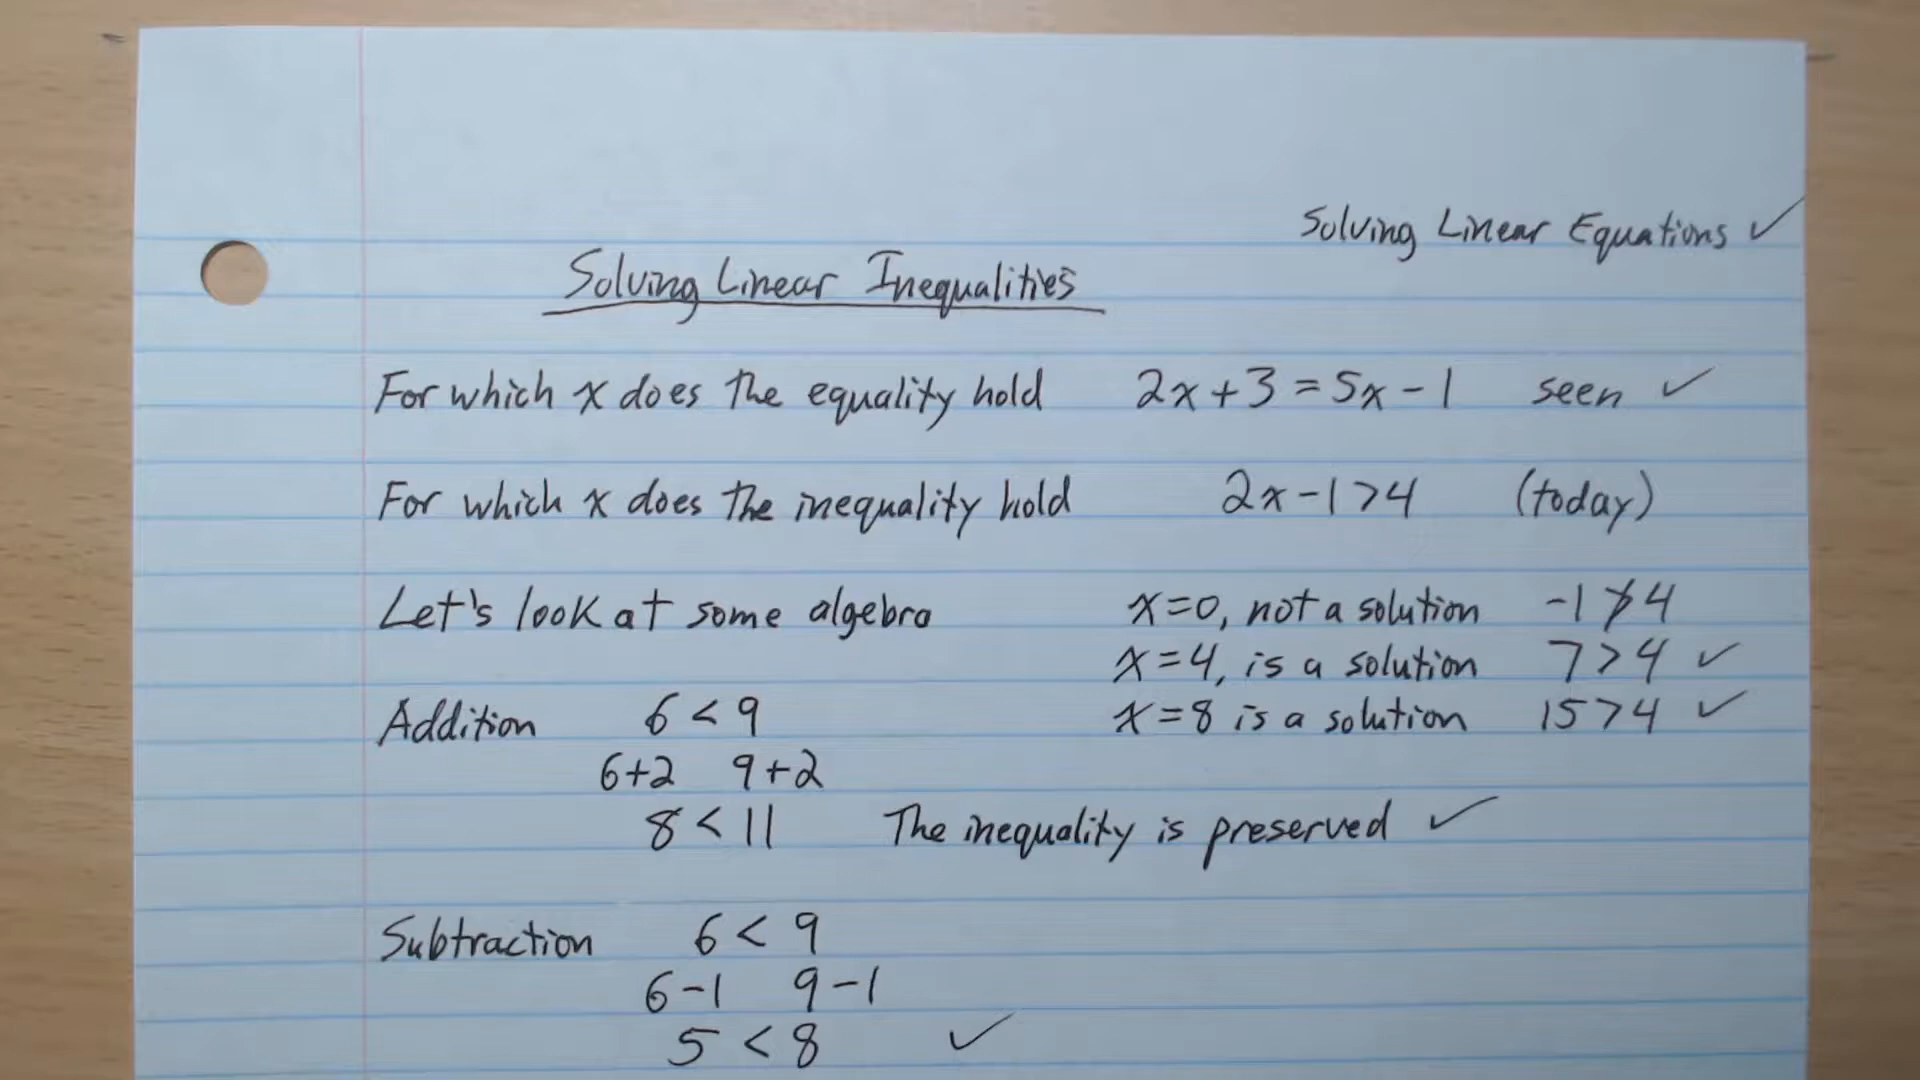 Solving Linear Equations ✓
Solving Linear Inequalities
For which x does the equality hold 2x+3=5x-1 seen ✓
For which x does the inequality hold 2x-1>4 (today)
Let's look at some algebra x=0, not a solution -1≯4
x=4, is a solution 7>4 ✓
Addition 6<9 x=8 is a solution 15>4 ✓
6+2 9+2
8<11 The inequality is preserved ✓
Subtraction 6<9
6-1 9-1
5<8 ✓